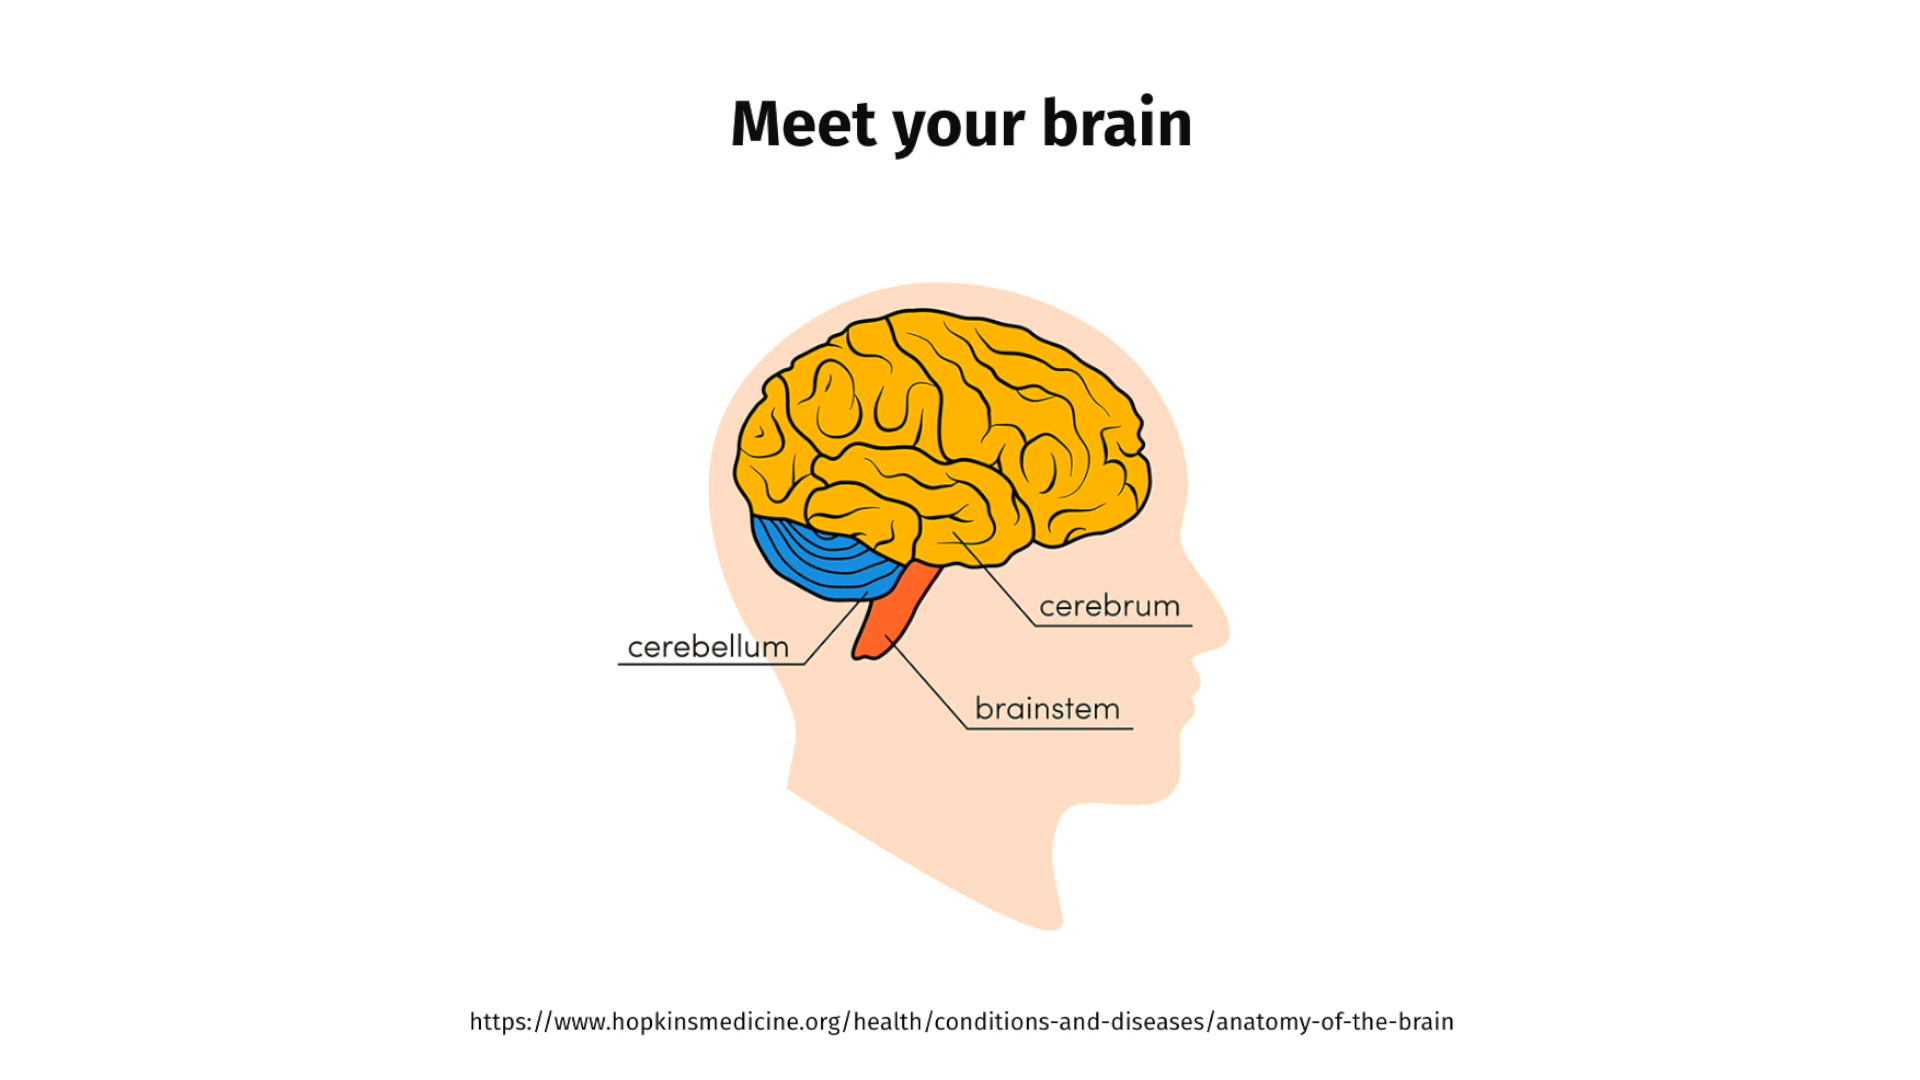 Meet your brain
cerebrum
cerebellum
brainstem
https://www.hopkinsmedicine.org/health/conditions-and-diseases/anatomy-of-the-brain